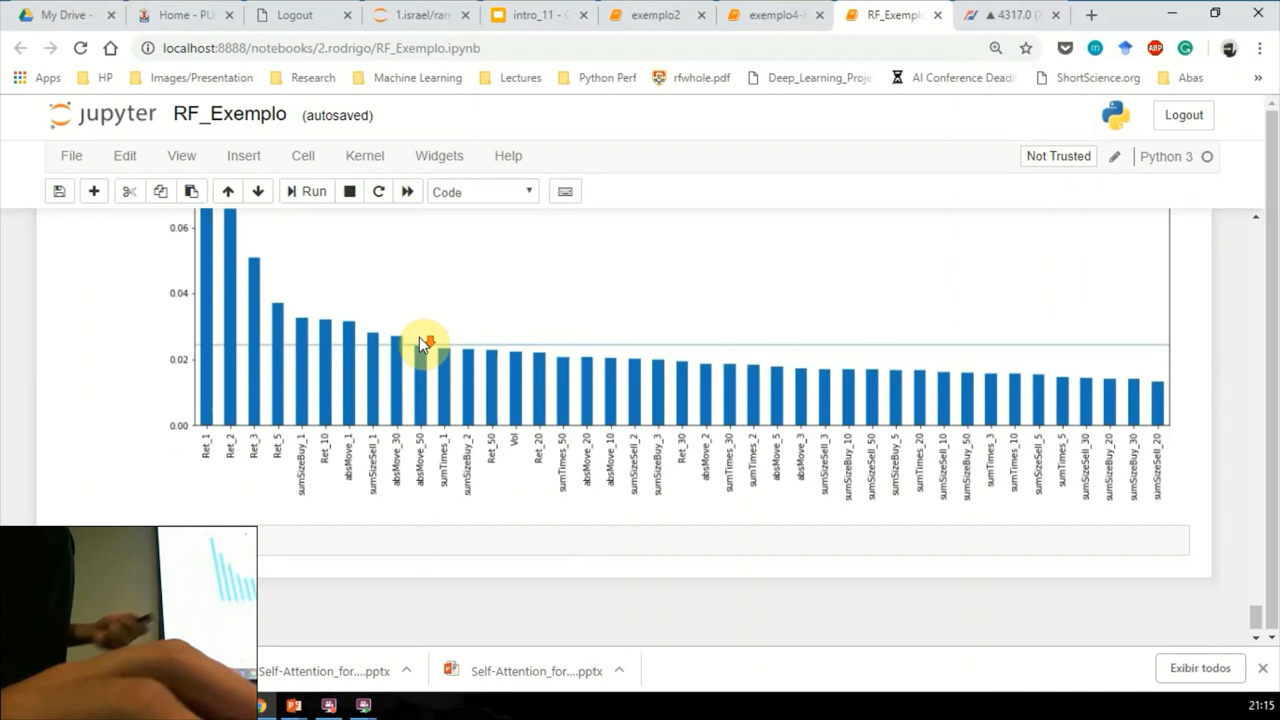 My Drive -
Home - PU
Logout
1.israel/ran
intro_11 - G
exemplo2
exemplo4-
RF_Exemplo
▲ 4317.0
localhost:8888/notebooks/2.rodrigo/RF_Exemplo.ipynb
Apps
HP
Images/Presentation
Research
Machine Learning
Lectures
Python Perf
rfwhole.pdf
Deep_Learning_Proje
AI Conference Deadli
ShortScience.org
Abas
»
jupyter
RF_Exemplo
(autosaved)
Logout
File
Edit
View
Insert
Cell
Kernel
Widgets
Help
Not Trusted
Python 3
Run
Code
0.06
0.04
0.02
0.00
Ret_1
Ret_2
Ret_3
Ret_5
sumSizeBuy_1
Ret_10
absMove_1
sumSizeSell_1
absMove_30
absMove_50
sumTimes_1
sumSizeBuy_2
Ret_50
Vol
Ret_20
sumTimes_50
absMove_20
absMove_10
sumSizeSell_2
sumSizeBuy_3
Ret_30
absMove_2
sumTimes_30
sumTimes_2
absMove_5
absMove_3
sumSizeSell_3
sumSizeBuy_10
sumSizeSell_50
sumSizeBuy_5
sumTimes_20
sumSizeSell_10
sumSizeBuy_50
sumTimes_3
sumTimes_10
sumSizeSell_5
sumTimes_5
sumSizeSell_30
sumSizeBuy_20
sumSizeBuy_30
sumSizeSell_20
Self-Attention_for....pptx
Self-Attention_for....pptx
Exibir todos
21:15